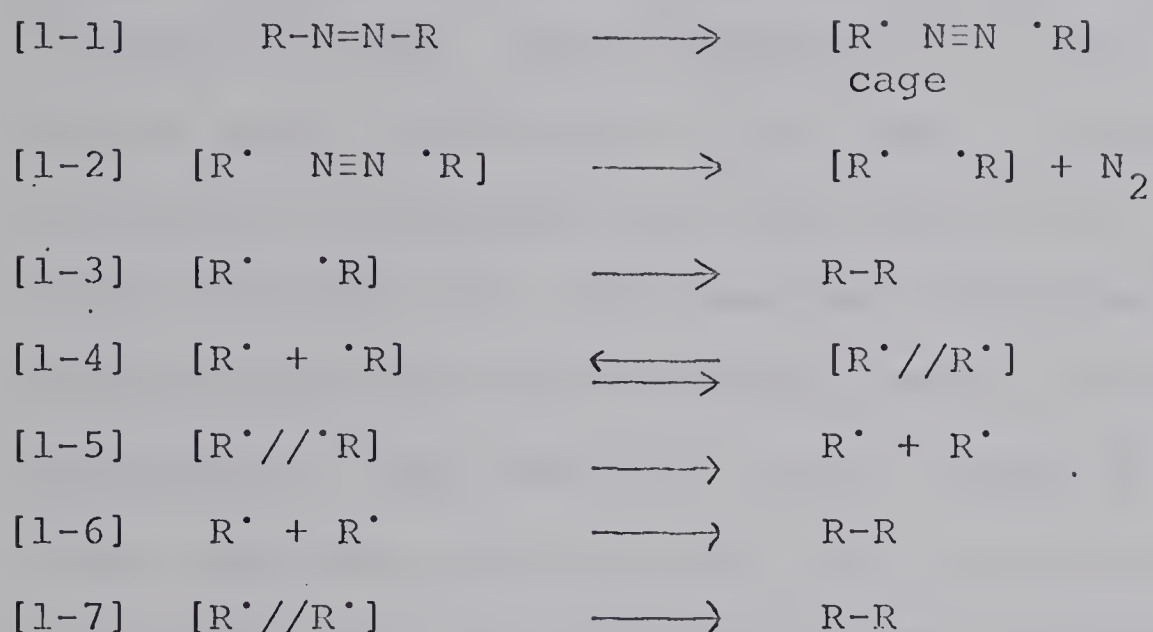 [1-1] R-N=N-R ⟶ [R· N≡N ·R]
cage
[1-2] [R· N≡N ·R] ⟶ [R· ·R] + N₂
[1-3] [R· ·R] ⟶ R-R
[1-4] [R· + ·R] ⇄ [R·//R·]
[1-5] [R·//·R] ⟶ R· + R·
[1-6] R· + R· ⟶ R-R
[1-7] [R·//R·] ⟶ R-R